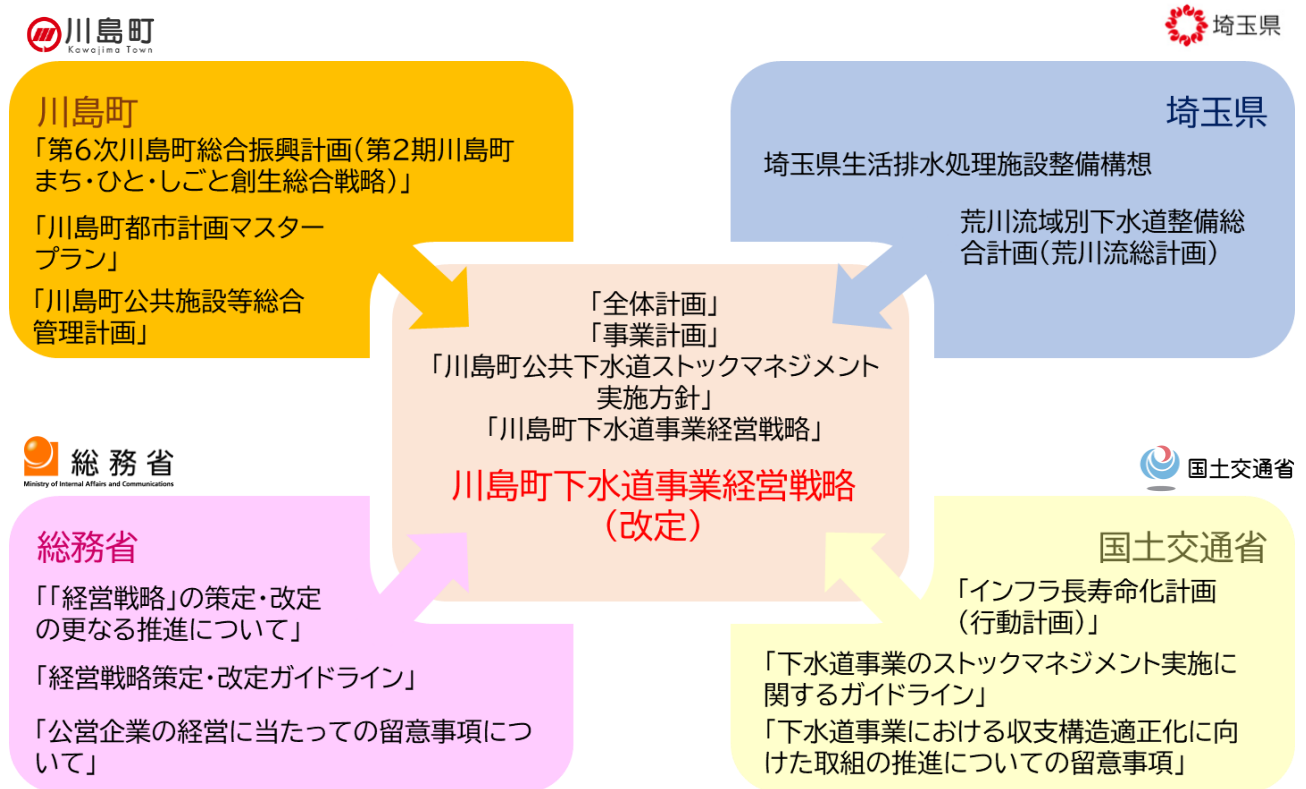 川島町
Kawajima Town
埼玉県
川島町
「第6次川島町総合振興計画(第2期川島町
まち・ひと・しごと創生総合戦略)」
「川島町都市計画マスター
プラン」
「川島町公共施設等総合
管理計画」
埼玉県
埼玉県生活排水処理施設整備構想
荒川流域別下水道整備総
合計画(荒川流総計画)
「全体計画」
「事業計画」
「川島町公共下水道ストックマネジメント
実施方針」
「川島町下水道事業経営戦略」
川島町下水道事業経営戦略
(改定)
総務省
Ministry of Internal Affairs and Communications
総務省
「「経営戦略」の策定・改定
の更なる推進について」
「経営戦略策定・改定ガイドライン」
「公営企業の経営に当たっての留意事項につ
いて」
国土交通省
国土交通省
「インフラ長寿命化計画
(行動計画)」
「下水道事業のストックマネジメント実施に
関するガイドライン」
「下水道事業における収支構造適正化に向
けた取組の推進についての留意事項」